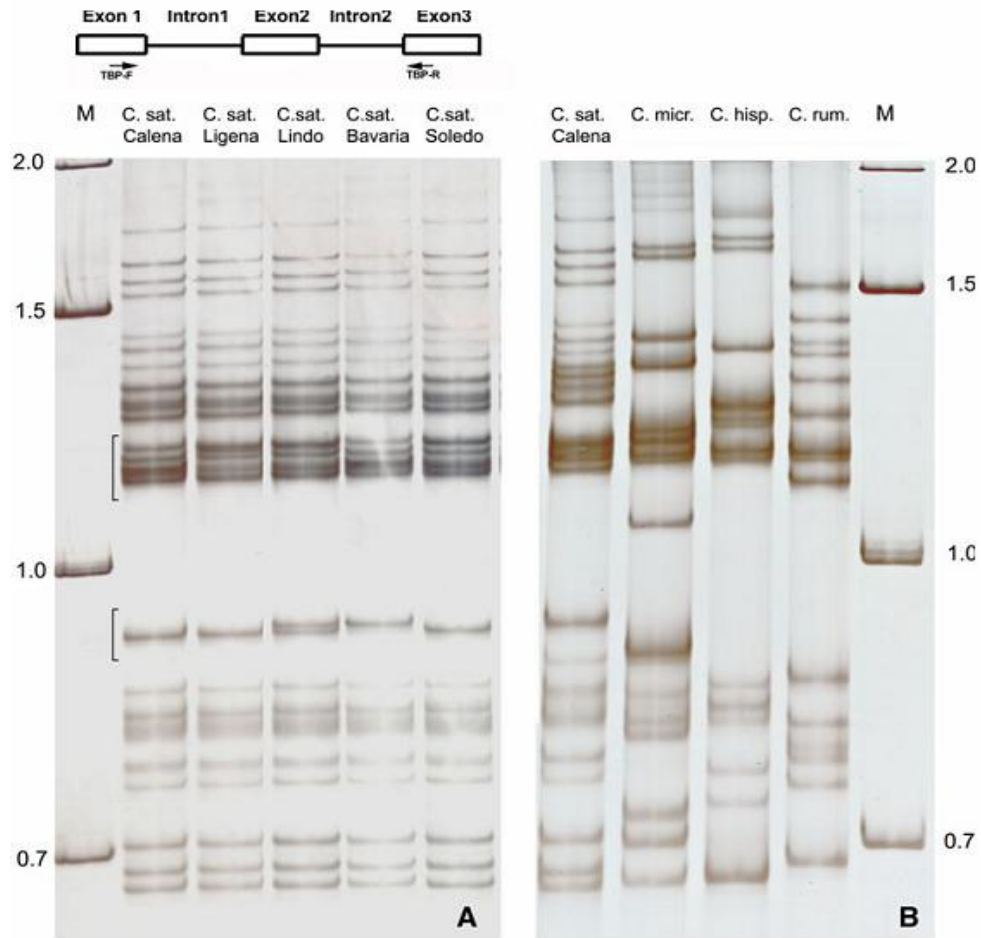 Exon 1 Intron1 Exon2 Intron2 Exon3
TBP-F TBP-R
M C. sat. Calena C. sat. Ligena C.sat. Lindo C. sat. Bavaria C.sat. Soledo
2.0
1.5
1.0
0.7
A
C. sat. Calena C. micr. C. hisp. C. rum. M
2.0
1.5
1.0
0.7
B